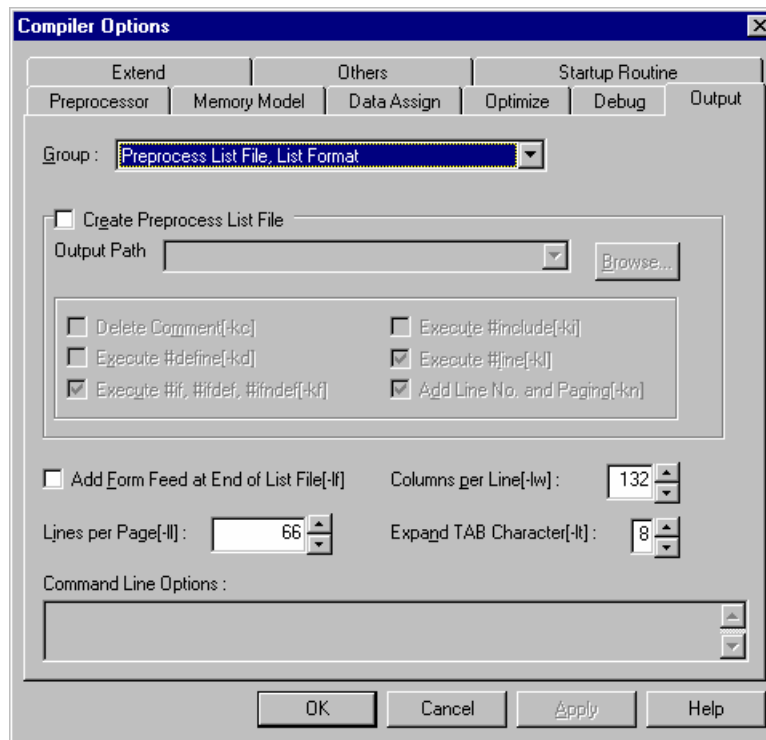 Compiler Options
Extend Others Startup Routine
Preprocessor Memory Model Data Assign Optimize Debug Output
Group : Preprocess List File, List Format
Create Preprocess List File
Output Path Browse...
Delete Comment[-kc] Execute #include[-ki]
Execute #define[-kd] Execute #line[-kl]
Execute #if, #ifdef, #ifndef[-kf] Add Line No. and Paging[-kn]
Add Form Feed at End of List File[-lf] Columns per Line[-lw] : 132
Lines per Page[-ll] : 66 Expand TAB Character[-lt] : 8
Command Line Options :
OK Cancel Apply Help